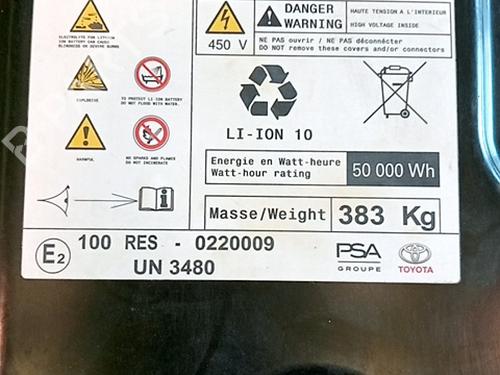 DANGER
WARNING
HAUTE TENSION A L'INTERIEUR
HIGH VOLTAGE INSIDE
450 V
NE PAS ouvrir / NE PAS déconnecter
DO NOT remove these covers and/or connectors
ELECTROLYTE FOR LITHIUM
ION BATTERY CAN CAUSE
BLINDNESS OR SEVERE BURNS
EXPLOSIVE
TO PROTECT LI-ION BATTERY
DO NOT FLOOD WITH WATER.
LI-ION 10
HARMFUL
NO SPARKS AND FLAMES
DO NOT INCINERATE
Energie en Watt-heure
Watt-hour rating
50 000 Wh
Masse/Weight
383 Kg
E2
100 RES - 0220009
UN 3480
PSA
GROUPE
TOYOTA